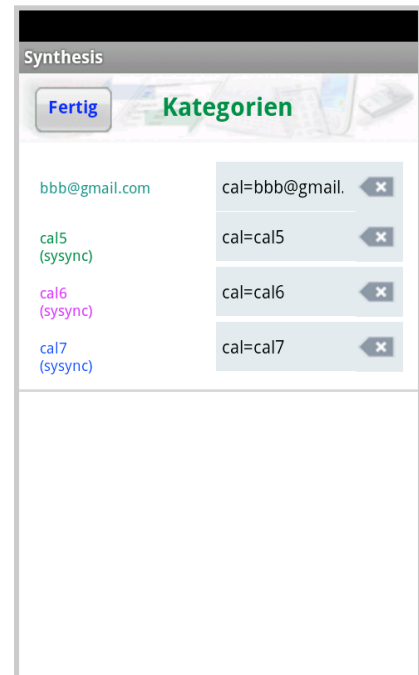 Synthesis
Fertig
Kategorien
bbb@gmail.com
cal=bbb@gmail.
cal5
(sysync)
cal=cal5
cal6
(sysync)
cal=cal6
cal7
(sysync)
cal=cal7